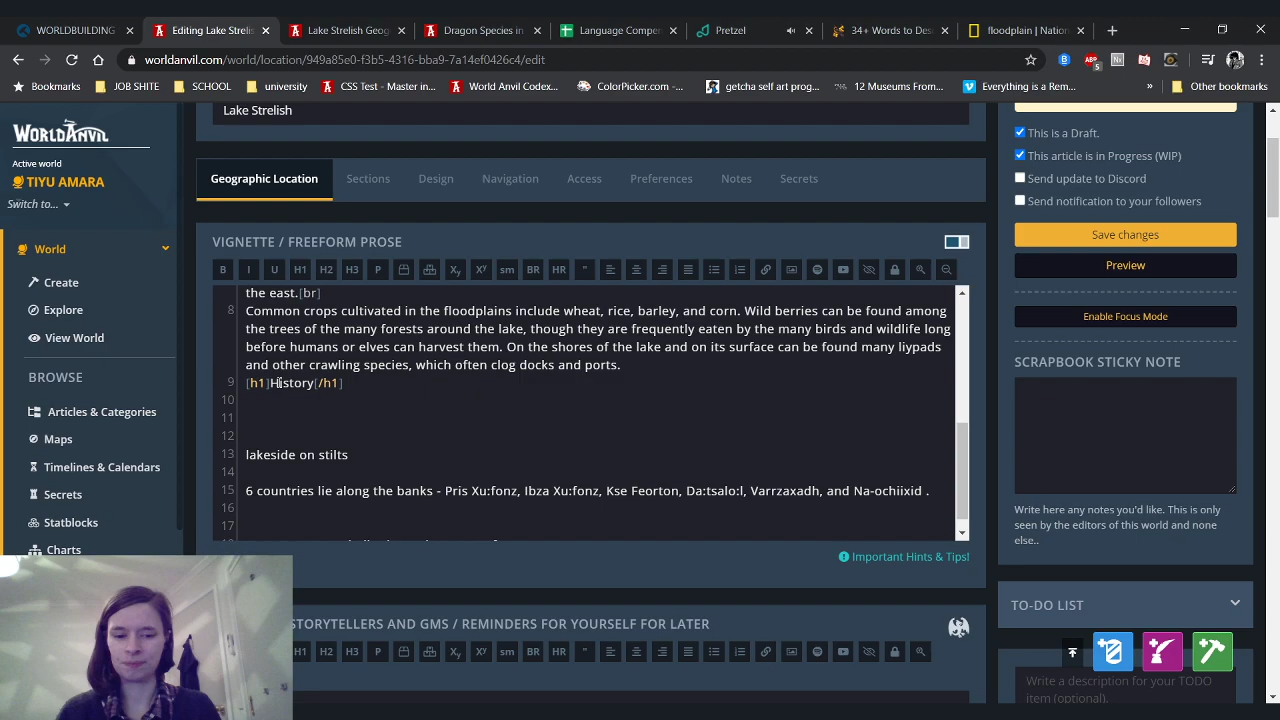 WORLDBUILDING
Editing Lake Strelis
Lake Strelish Geog
Dragon Species in
Language Comper
Pretzel
34+ Words to Des
floodplain | Nation
worldanvil.com/world/location/949a85e0-f3b5-4316-bba9-7a14ef0426c4/edit
Bookmarks
JOB SHITE
SCHOOL
university
CSS Test - Master in...
World Anvil Codex...
ColorPicker.com -...
getcha self art prog...
12 Museums From...
Everything is a Rem...
»
Other bookmarks
WORLDANVIL
Active world
TIYU AMARA
Switch to...
World
Create
Explore
View World
BROWSE
Articles & Categories
Maps
Timelines & Calendars
Secrets
Statblocks
Charts
Lake Strelish
Geographic Location
Sections
Design
Navigation
Access
Preferences
Notes
Secrets
VIGNETTE / FREEFORM PROSE
B I U H1 H2 H3 P Xy X^y sm BR HR "
the east.[br]
8 Common crops cultivated in the floodplains include wheat, rice, barley, and corn. Wild berries can be found among
the trees of the many forests around the lake, though they are frequently eaten by the many birds and wildlife long
before humans or elves can harvest them. On the shores of the lake and on its surface can be found many liypads
and other crawling species, which often clog docks and ports.
9 [h1]History[/h1]
10
11
12
13 lakeside on stilts
14
15 6 countries lie along the banks - Pris Xu:fonz, Ibza Xu:fonz, Kse Feorton, Da:tsalo:l, Varrzaxadh, and Na-ochiixid .
16
17
Important Hints & Tips!
STORYTELLERS AND GMS / REMINDERS FOR YOURSELF FOR LATER
H1 H2 H3 P Xy X^y sm BR HR "
This is a Draft.
This article is in Progress (WIP)
Send update to Discord
Send notification to your followers
Save changes
Preview
Enable Focus Mode
SCRAPBOOK STICKY NOTE
Write here any notes you'd like. This is only
seen by the editors of this world and none
else..
TO-DO LIST
Write a description for your TODO
item (optional).